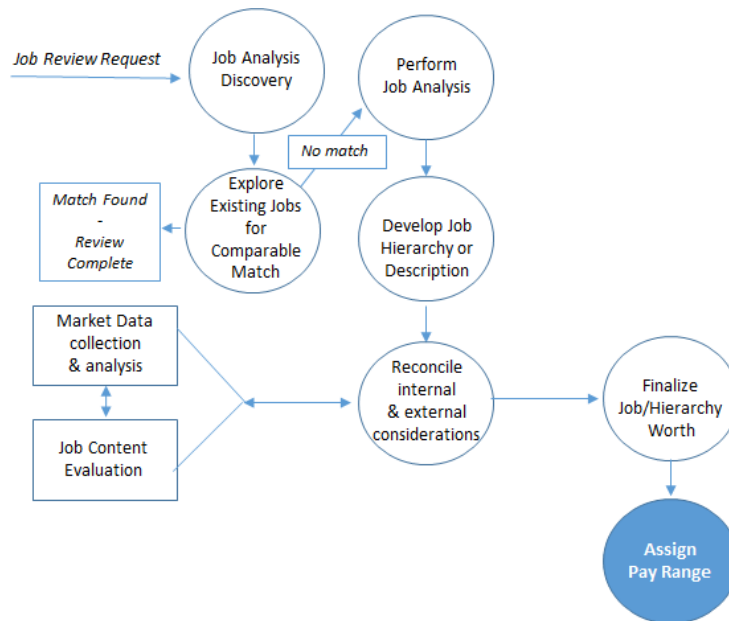 Job Review Request
Job Analysis
Discovery
Perform
Job Analysis
No match
Explore
Existing Jobs
for
Comparable
Match
Match Found
-
Review
Complete
Develop Job
Hierarchy or
Description
Market Data
collection
& analysis
Job Content
Evaluation
Reconcile
internal
& external
considerations
Finalize
Job/Hierarchy
Worth
Assign
Pay Range